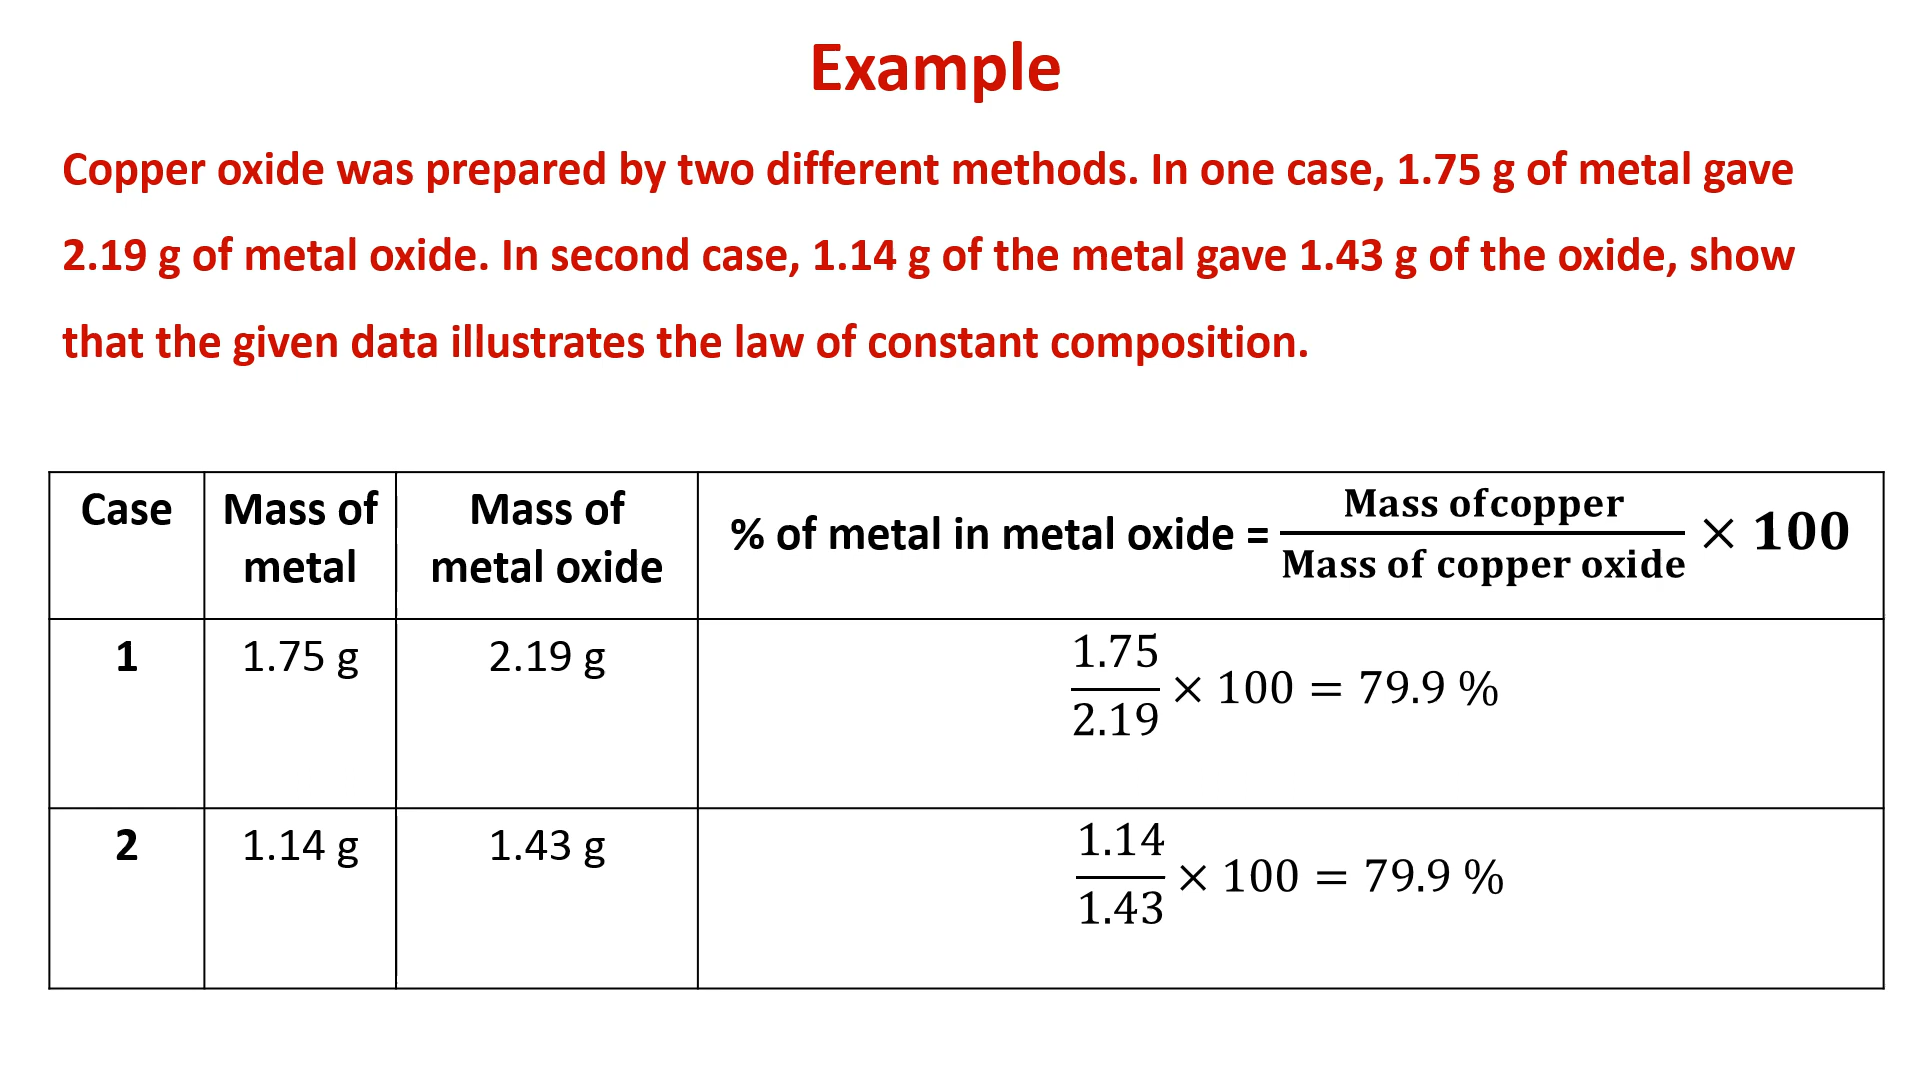 Example
Copper oxide was prepared by two different methods. In one case, 1.75 g of metal gave
2.19 g of metal oxide. In second case, 1.14 g of the metal gave 1.43 g of the oxide, show
that the given data illustrates the law of constant composition.
Case
Mass of
metal
Mass of
metal oxide
% of metal in metal oxide = Mass ofcopper / Mass of copper oxide × 100
1
1.75 g
2.19 g
1.75 / 2.19 × 100 = 79.9 %
2
1.14 g
1.43 g
1.14 / 1.43 × 100 = 79.9 %